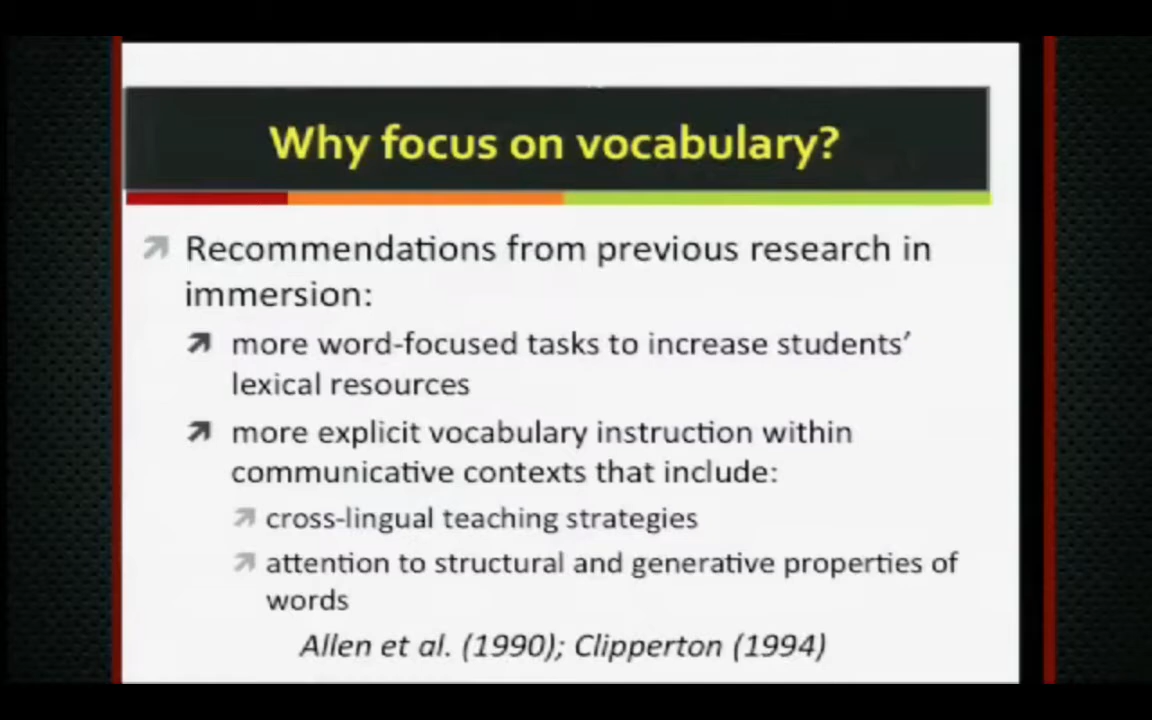 Why focus on vocabulary?
Recommendations from previous research in
immersion:
more word-focused tasks to increase students'
lexical resources
more explicit vocabulary instruction within
communicative contexts that include:
cross-lingual teaching strategies
attention to structural and generative properties of
words
Allen et al. (1990); Clipperton (1994)